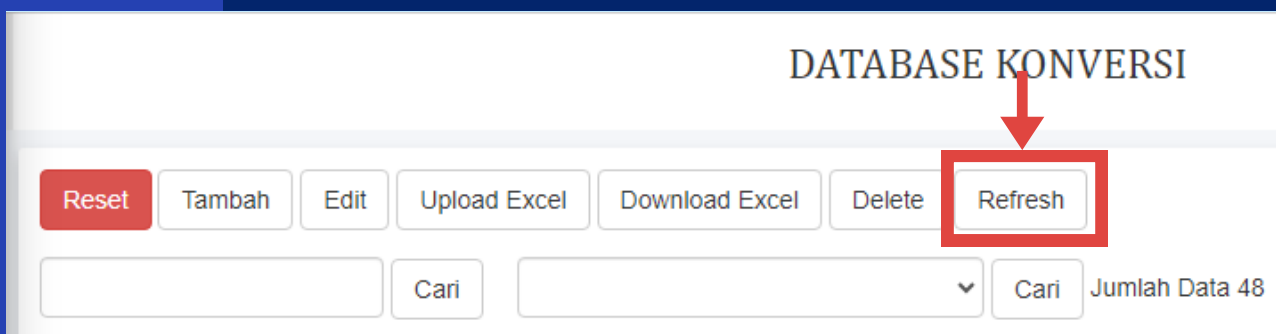 DATABASE KONVERSI
Reset Tambah Edit Upload Excel Download Excel Delete Refresh
Cari Cari Jumlah Data 48